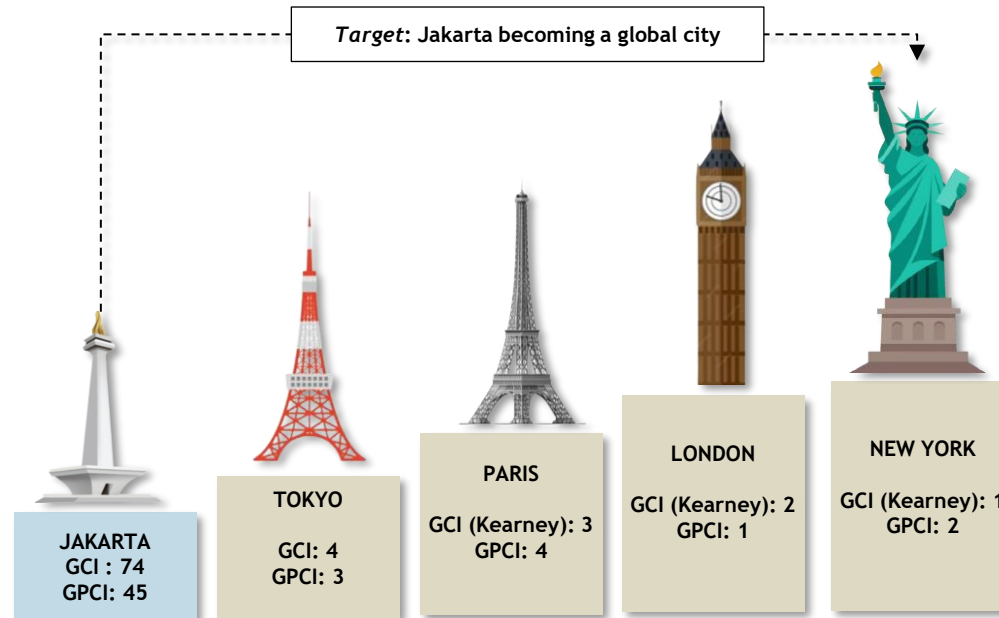 Target: Jakarta becoming a global city
JAKARTA
GCI : 74
GPCI: 45
TOKYO
GCI: 4
GPCI: 3
PARIS
GCI (Kearney): 3
GPCI: 4
LONDON
GCI (Kearney): 2
GPCI: 1
NEW YORK
GCI (Kearney): 1
GPCI: 2